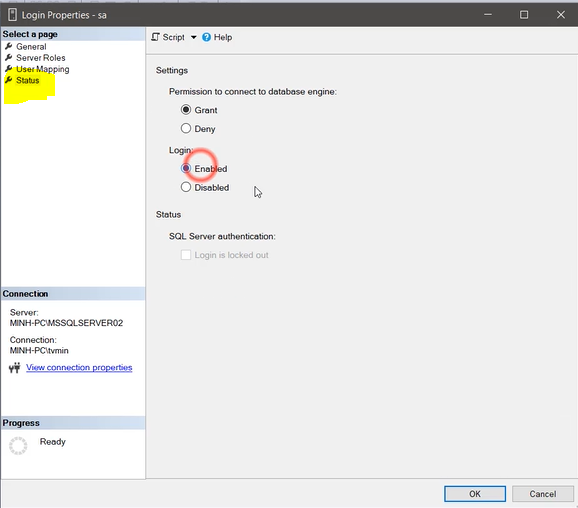 Login Properties - sa
Select a page
General
Server Roles
User Mapping
Status
Script
Help
Settings
Permission to connect to database engine:
Grant
Deny
Login:
Enabled
Disabled
Status
SQL Server authentication:
Login is locked out
Connection
Server:
MINH-PC\MSSQLSERVER02
Connection:
MINH-PC\tvmin
View connection properties
Progress
Ready
OK
Cancel